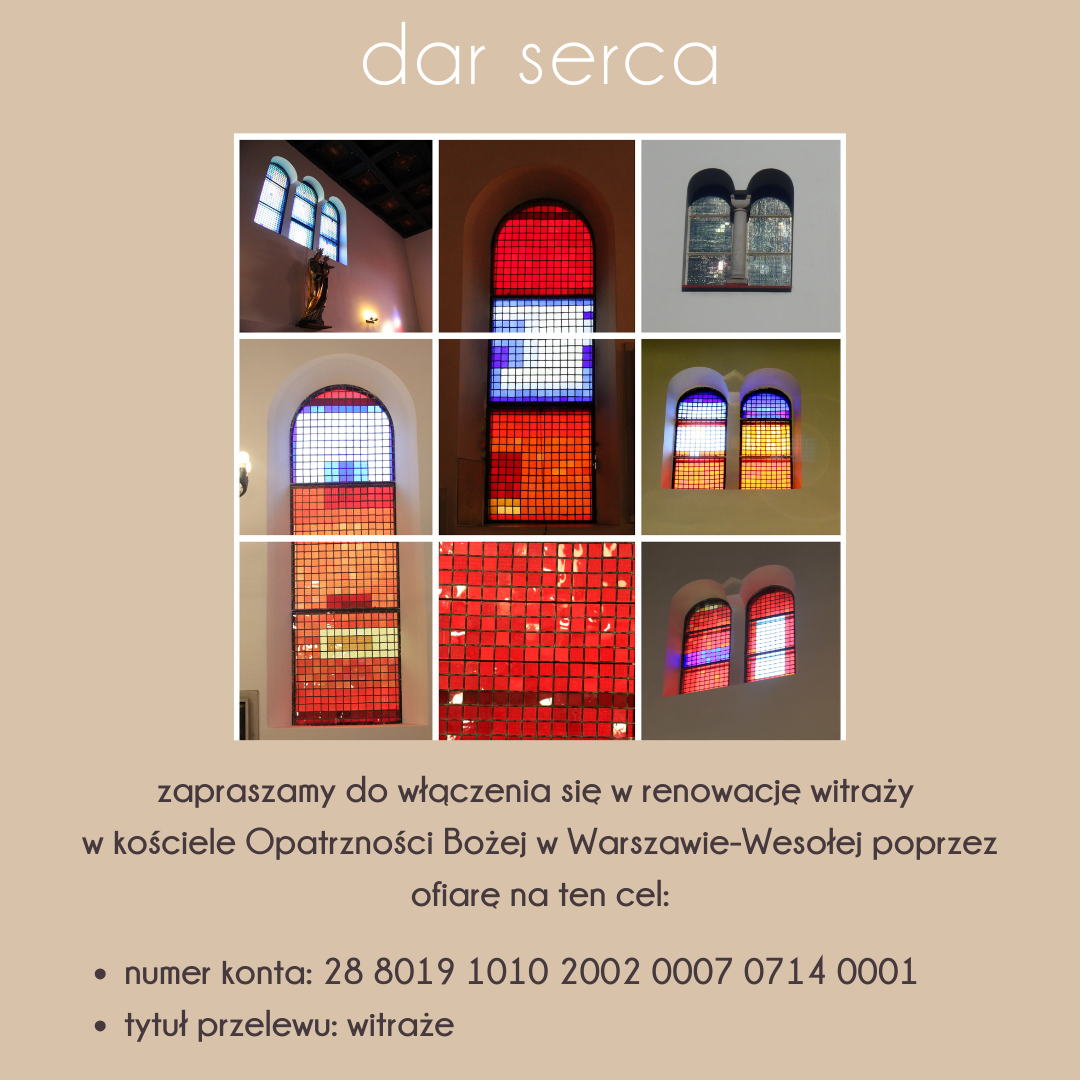 dar serca
zapraszamy do włączenia się w renowację witraży
w kościele Opatrzności Bożej w Warszawie-Wesołej poprzez
ofiarę na ten cel:
• numer konta: 28 8019 1010 2002 0007 0714 0001
• tytuł przelewu: witraże